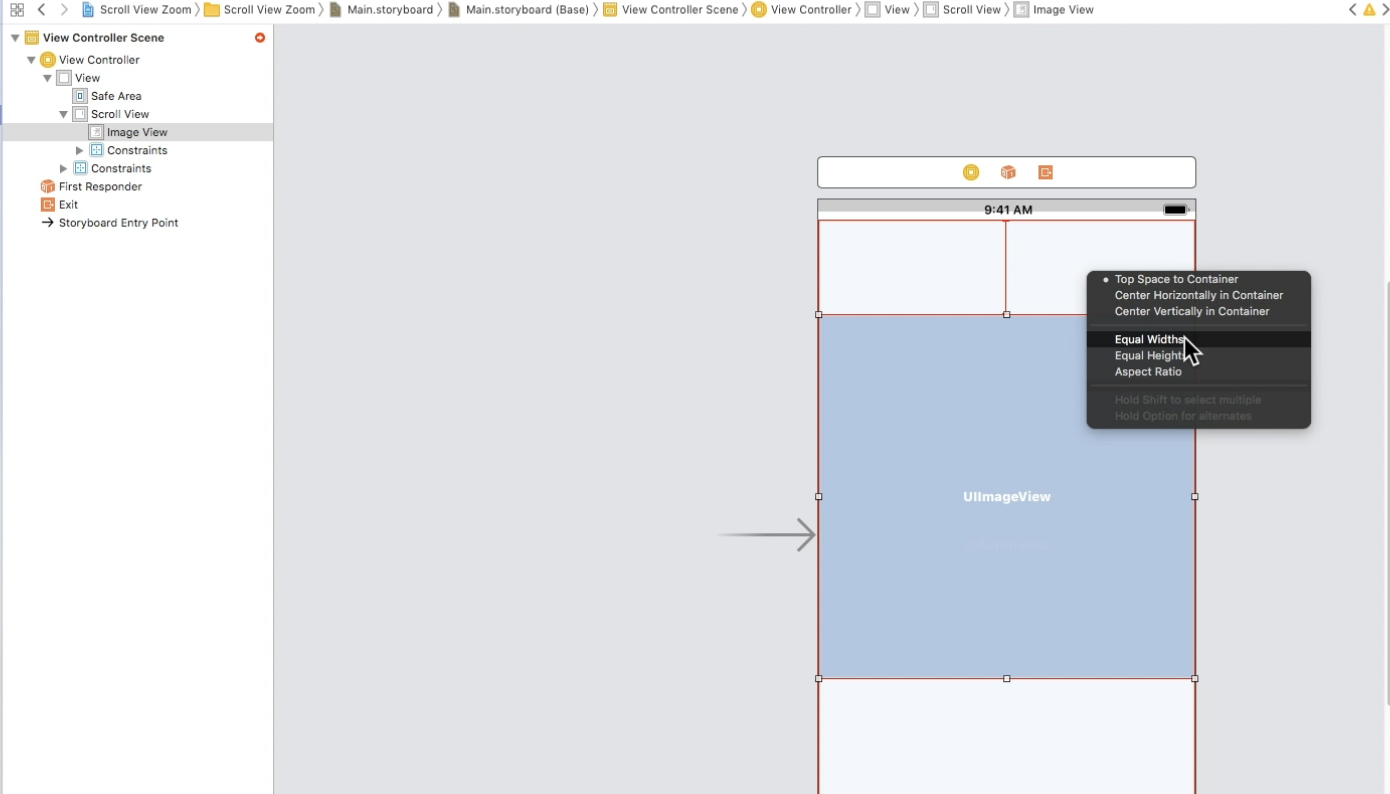 Scroll View Zoom Scroll View Zoom Main.storyboard Main.storyboard (Base) View Controller Scene View Controller View Scroll View Image View
View Controller Scene
View Controller
View
Safe Area
Scroll View
Image View
Constraints
Constraints
First Responder
Exit
Storyboard Entry Point
9:41 AM
Top Space to Container
Center Horizontally in Container
Center Vertically in Container
Equal Widths
Equal Height
Aspect Ratio
Hold Shift to select multiple
Hold Option for alternates
UIImageView